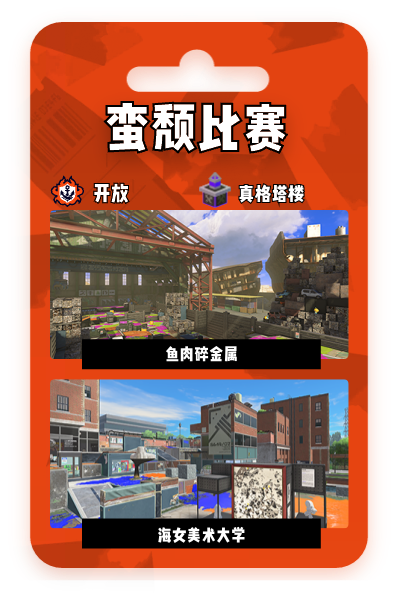 蛮颓比赛
开放
真格塔楼
鱼肉碎金属
海女美术大学